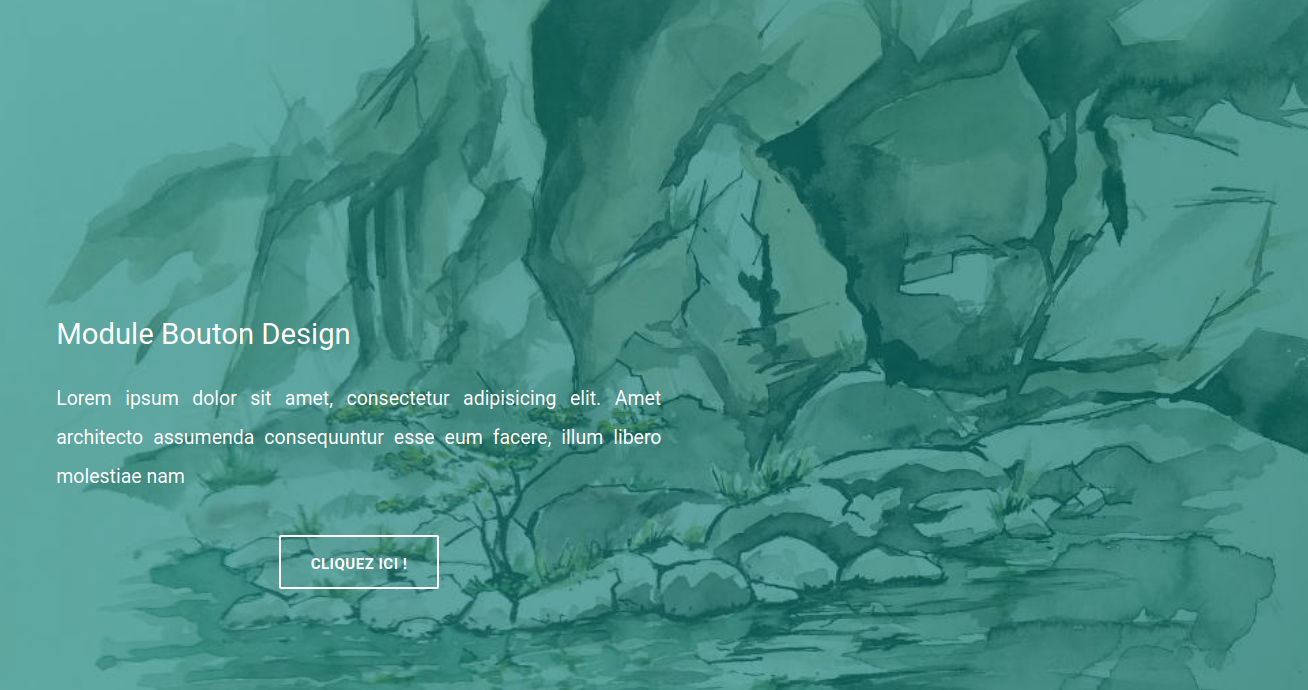 Module Bouton Design
Lorem ipsum dolor sit amet, consectetur adipisicing elit. Amet
architecto assumenda consequuntur esse eum facere, illum libero
molestiae nam
CLIQUEZ ICI !